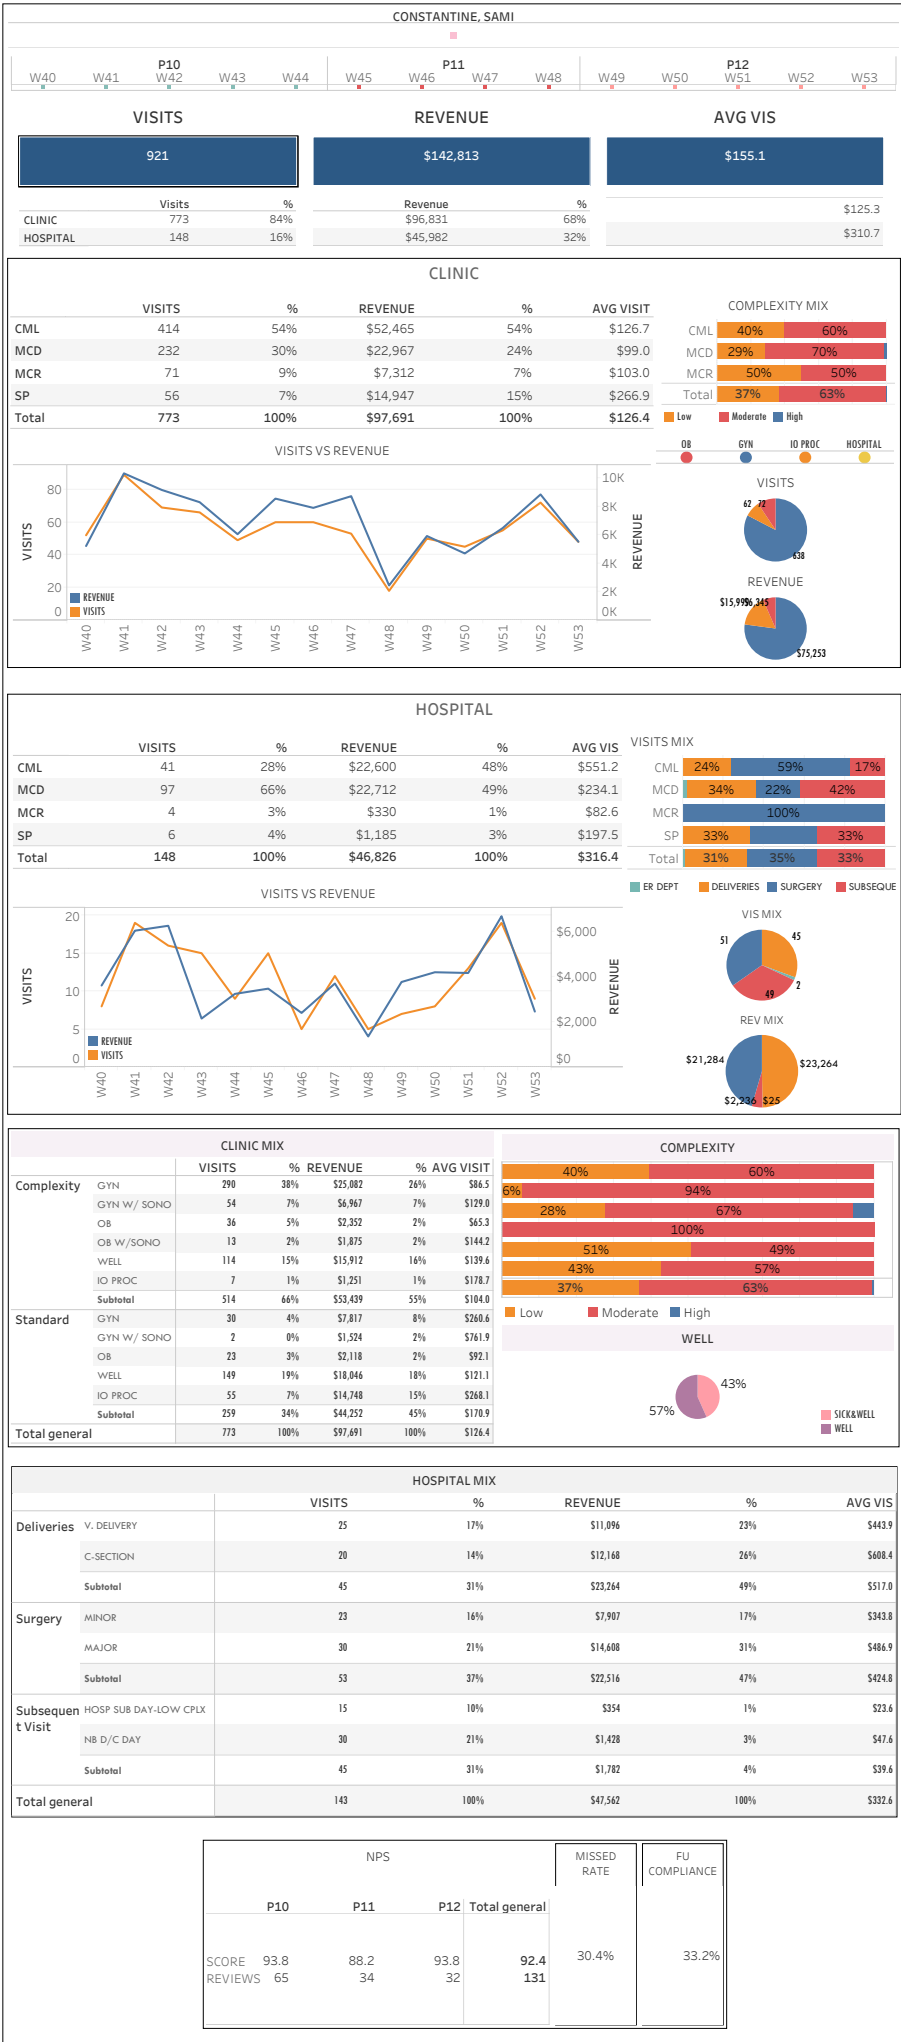 CONSTANTINE, SAMI
P10 P11 P12
W40 W41 W42 W43 W44 W45 W46 W47 W48 W49 W50 W51 W52 W53
VISITS REVENUE AVG VIS
921 $142,813 $155.1
Visits % Revenue %
CLINIC 773 84% $96,831 68% $125.3
HOSPITAL 148 16% $45,982 32% $310.7
CLINIC
VISITS % REVENUE % AVG VISIT
CML 414 54% $52,465 54% $126.7
MCD 232 30% $22,967 24% $99.0
MCR 71 9% $7,312 7% $103.0
SP 56 7% $14,947 15% $266.9
Total 773 100% $97,691 100% $126.4
COMPLEXITY MIX
CML 40% 60%
MCD 29% 70%
MCR 50% 50%
Total 37% 63%
Low Moderate High
OB GYN IO PROC HOSPITAL
VISITS VS REVENUE
80
60
40
20
0
VISITS
10K
8K
6K
4K
2K
0K
REVENUE
REVENUE
VISITS
W40 W41 W42 W43 W44 W45 W46 W47 W48 W49 W50 W51 W52 W53
VISITS
62 72
638
REVENUE
$15,99 $6,345
$75,253
HOSPITAL
VISITS % REVENUE % AVG VIS
CML 41 28% $22,600 48% $551.2
MCD 97 66% $22,712 49% $234.1
MCR 4 3% $330 1% $82.6
SP 6 4% $1,185 3% $197.5
Total 148 100% $46,826 100% $316.4
VISITS MIX
CML 24% 59% 17%
MCD 34% 22% 42%
MCR 100%
SP 33% 33%
Total 31% 35% 33%
ER DEPT DELIVERIES SURGERY SUBSEQUE
VISITS VS REVENUE
20
15
10
5
0
VISITS
$6,000
$4,000
$2,000
$0
REVENUE
REVENUE
VISITS
W40 W41 W42 W43 W44 W45 W46 W47 W48 W49 W50 W51 W52 W53
VIS MIX
51 45
49 2
REV MIX
$21,284 $23,264
$2,236 $25
CLINIC MIX
VISITS % REVENUE % AVG VISIT
Complexity GYN 290 38% $25,082 26% $86.5
GYN W/ SONO 54 7% $6,967 7% $129.0
OB 36 5% $2,352 2% $65.3
OB W/SONO 13 2% $1,875 2% $144.2
WELL 114 15% $15,912 16% $139.6
IO PROC 7 1% $1,251 1% $178.7
Subtotal 514 66% $53,439 55% $104.0
Standard GYN 30 4% $7,817 8% $260.6
GYN W/ SONO 2 0% $1,524 2% $761.9
OB 23 3% $2,118 2% $92.1
WELL 149 19% $18,046 18% $121.1
IO PROC 55 7% $14,748 15% $268.1
Subtotal 259 34% $44,252 45% $170.9
Total general 773 100% $97,691 100% $126.4
COMPLEXITY
40% 60%
6% 94%
28% 67%
100%
51% 49%
43% 57%
37% 63%
Low Moderate High
WELL
43%
57%
SICK&WELL
WELL
HOSPITAL MIX
VISITS % REVENUE % AVG VIS
Deliveries V. DELIVERY 25 17% $11,096 23% $443.9
C-SECTION 20 14% $12,168 26% $608.4
Subtotal 45 31% $23,264 49% $517.0
Surgery MINOR 23 16% $7,907 17% $343.8
MAJOR 30 21% $14,608 31% $486.9
Subtotal 53 37% $22,516 47% $424.8
Subsequen HOSP SUB DAY-LOW CPLX 15 10% $354 1% $23.6
t Visit
NB D/C DAY 30 21% $1,428 3% $47.6
Subtotal 45 31% $1,782 4% $39.6
Total general 143 100% $47,562 100% $332.6
NPS
P10 P11 P12 Total general
SCORE 93.8 88.2 93.8 92.4
REVIEWS 65 34 32 131
MISSED
RATE
30.4%
FU
COMPLIANCE
33.2%